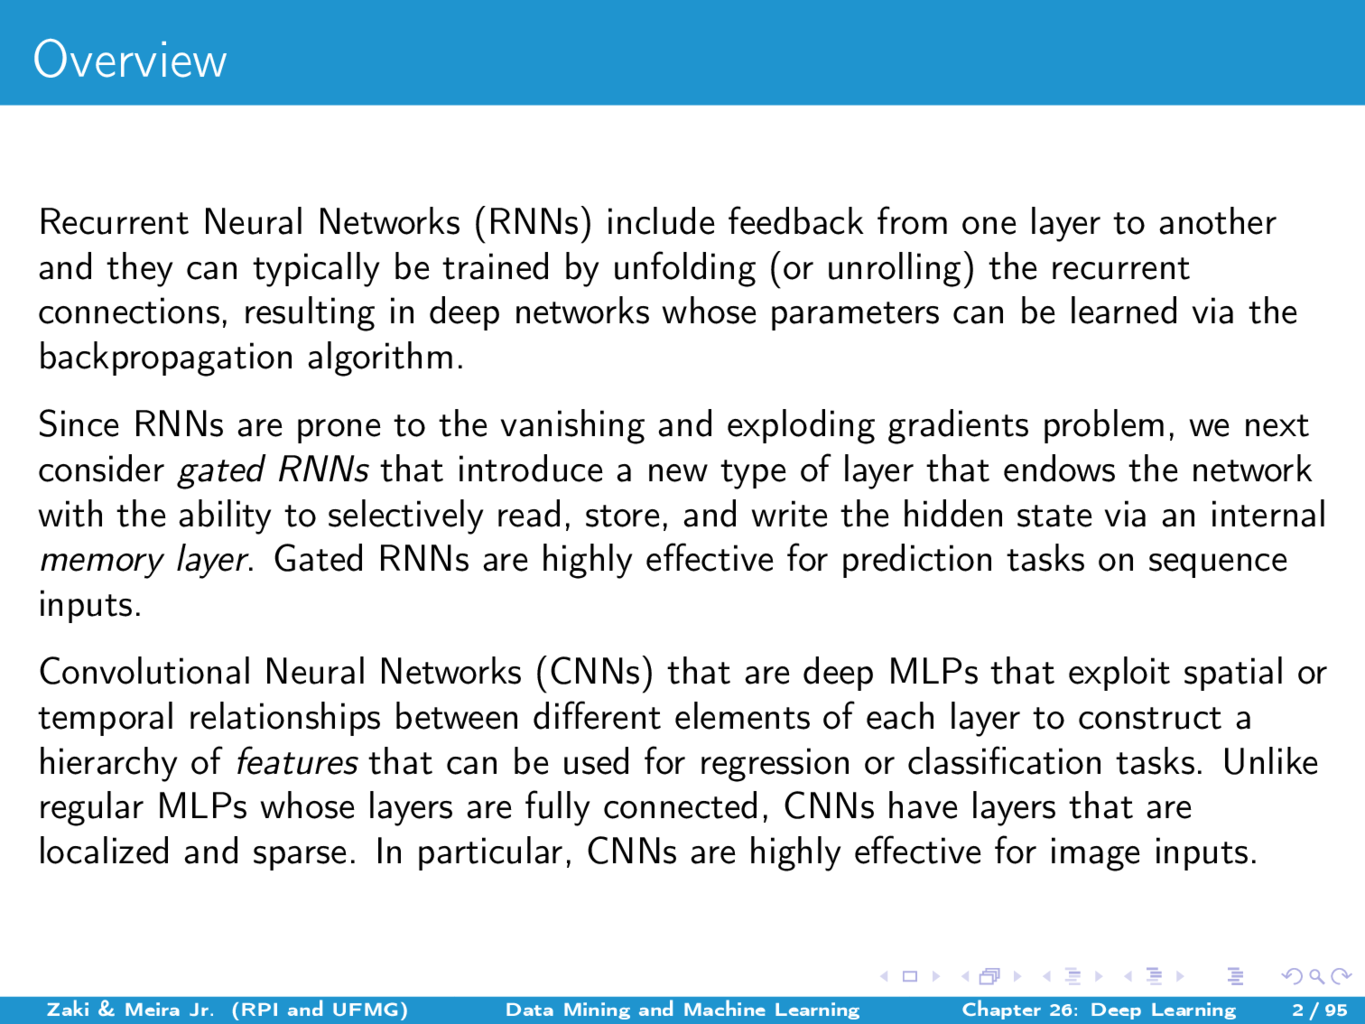 Overview
Recurrent Neural Networks (RNNs) include feedback from one layer to another
and they can typically be trained by unfolding (or unrolling) the recurrent
connections, resulting in deep networks whose parameters can be learned via the
backpropagation algorithm.
Since RNNs are prone to the vanishing and exploding gradients problem, we next
consider gated RNNs that introduce a new type of layer that endows the network
with the ability to selectively read, store, and write the hidden state via an internal
memory layer. Gated RNNs are highly effective for prediction tasks on sequence
inputs.
Convolutional Neural Networks (CNNs) that are deep MLPs that exploit spatial or
temporal relationships between different elements of each layer to construct a
hierarchy of features that can be used for regression or classification tasks. Unlike
regular MLPs whose layers are fully connected, CNNs have layers that are
localized and sparse. In particular, CNNs are highly effective for image inputs.
Zaki & Meira Jr. (RPI and UFMG) Data Mining and Machine Learning Chapter 26: Deep Learning 2 / 95